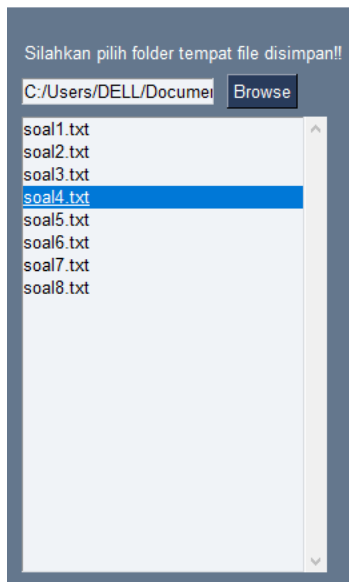 Silahkan pilih folder tempat file disimpan!!
C:/Users/DELL/Documen Browse
soal1.txt
soal2.txt
soal3.txt
soal4.txt
soal5.txt
soal6.txt
soal7.txt
soal8.txt